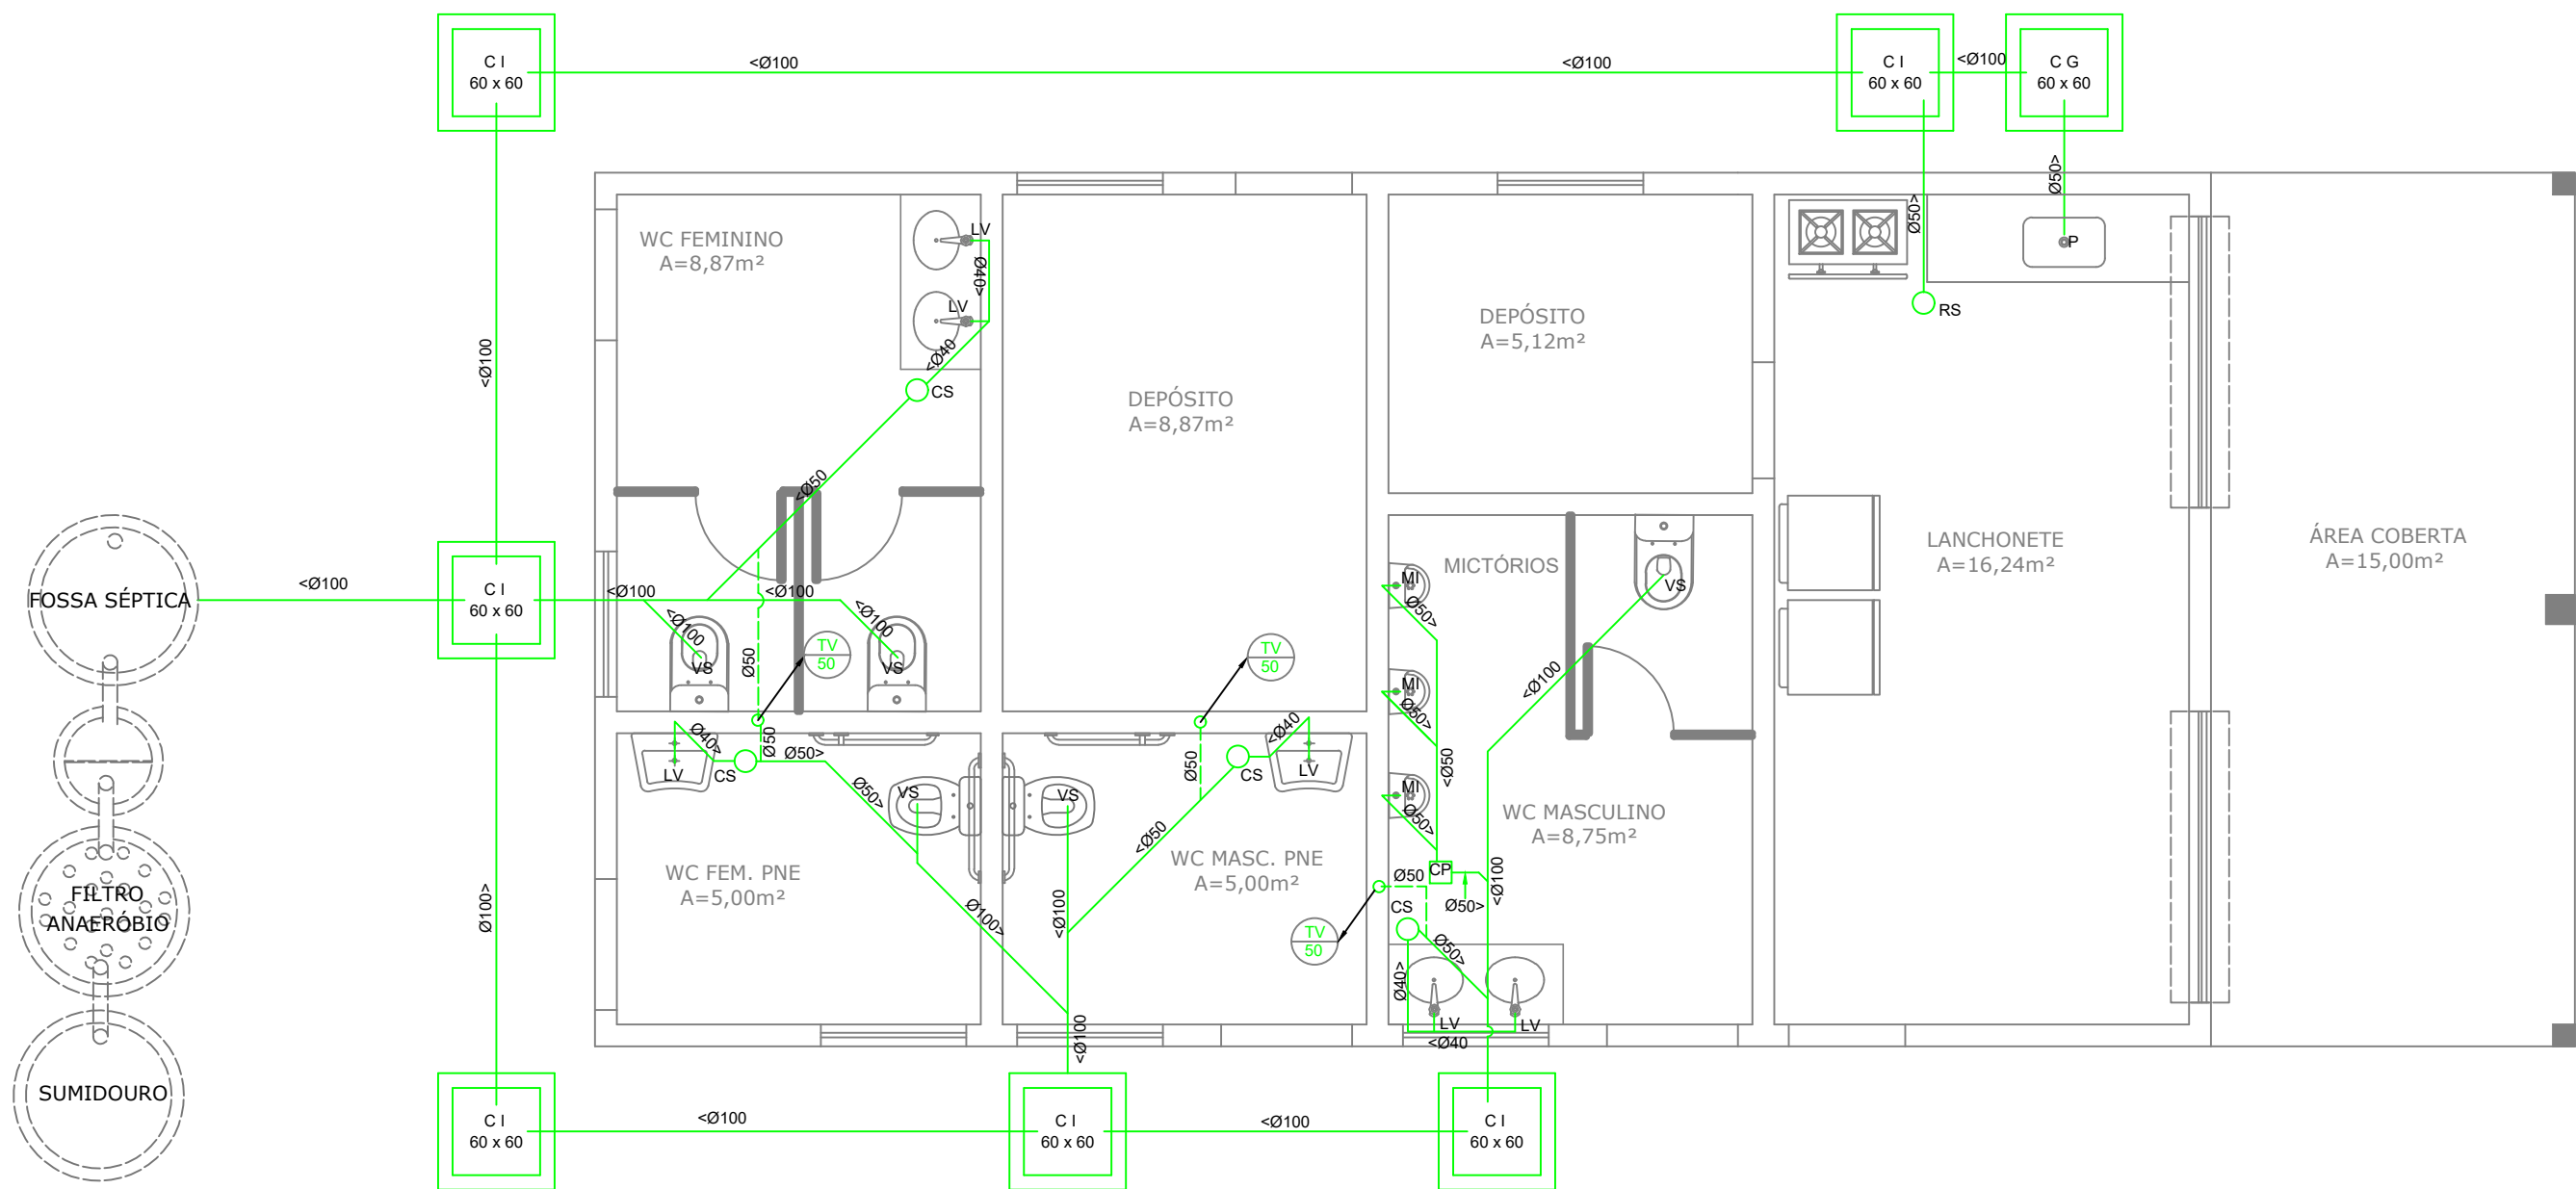 C I
60 x 60
<Ø100
<Ø100
C I
60 x 60
<Ø100
C G
60 x 60
Ø50>
Ø50>
WC FEMININO
A=8,87m²
LV
<Ø40
LV
<Ø40
CS
P
RS
DEPÓSITO
A=5,12m²
<Ø100
DEPÓSITO
A=8,87m²
<Ø50
LANCHONETE
A=16,24m²
ÁREA COBERTA
A=15,00m²
MICTÓRIOS
MI
Ø50>
VS
FOSSA SÉPTICA
<Ø100
C I
60 x 60
<Ø100
<Ø100
<Ø100
<Ø100
VS
VS
Ø50
TV
50
TV
50
MI
Ø50>
<Ø100
Ø40>
LV
CS
Ø50
Ø50>
Ø50>
VS
VS
Ø50
<Ø40
CS
LV
<Ø50
MI
Ø50>
<Ø50
WC MASCULINO
A=8,75m²
WC FEM. PNE
A=5,00m²
WC MASC. PNE
A=5,00m²
CP
Ø50
Ø50>
<Ø100
CS
FILTRO
ANAERÓBIO
Ø100>
Ø100>
<Ø100
TV
50
Ø50>
Ø40>
LV
LV
<Ø40
<Ø100
SUMIDOURO
C I
60 x 60
<Ø100
C I
60 x 60
<Ø100
C I
60 x 60